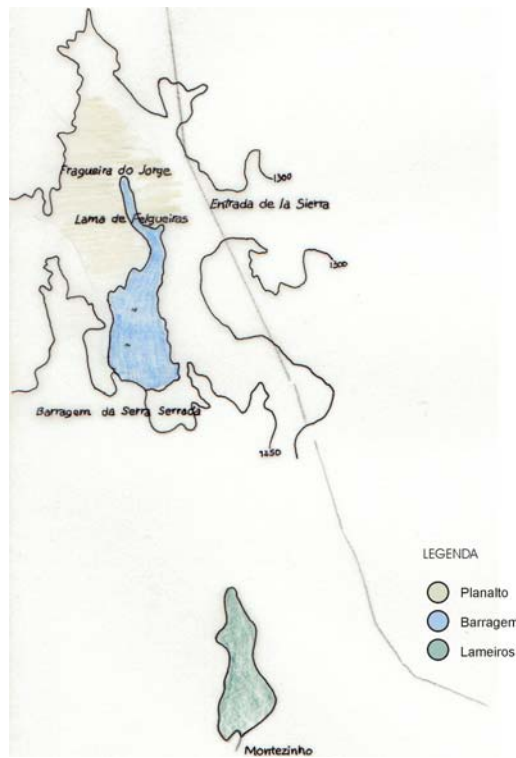 Fragueira do Jorge
1300
Entrada de la Sierra
Lama de Felgueiras
1300
Barragem da Serra Serrada
1250
LEGENDA
Planalto
Barragem
Lameiros
Montezinho